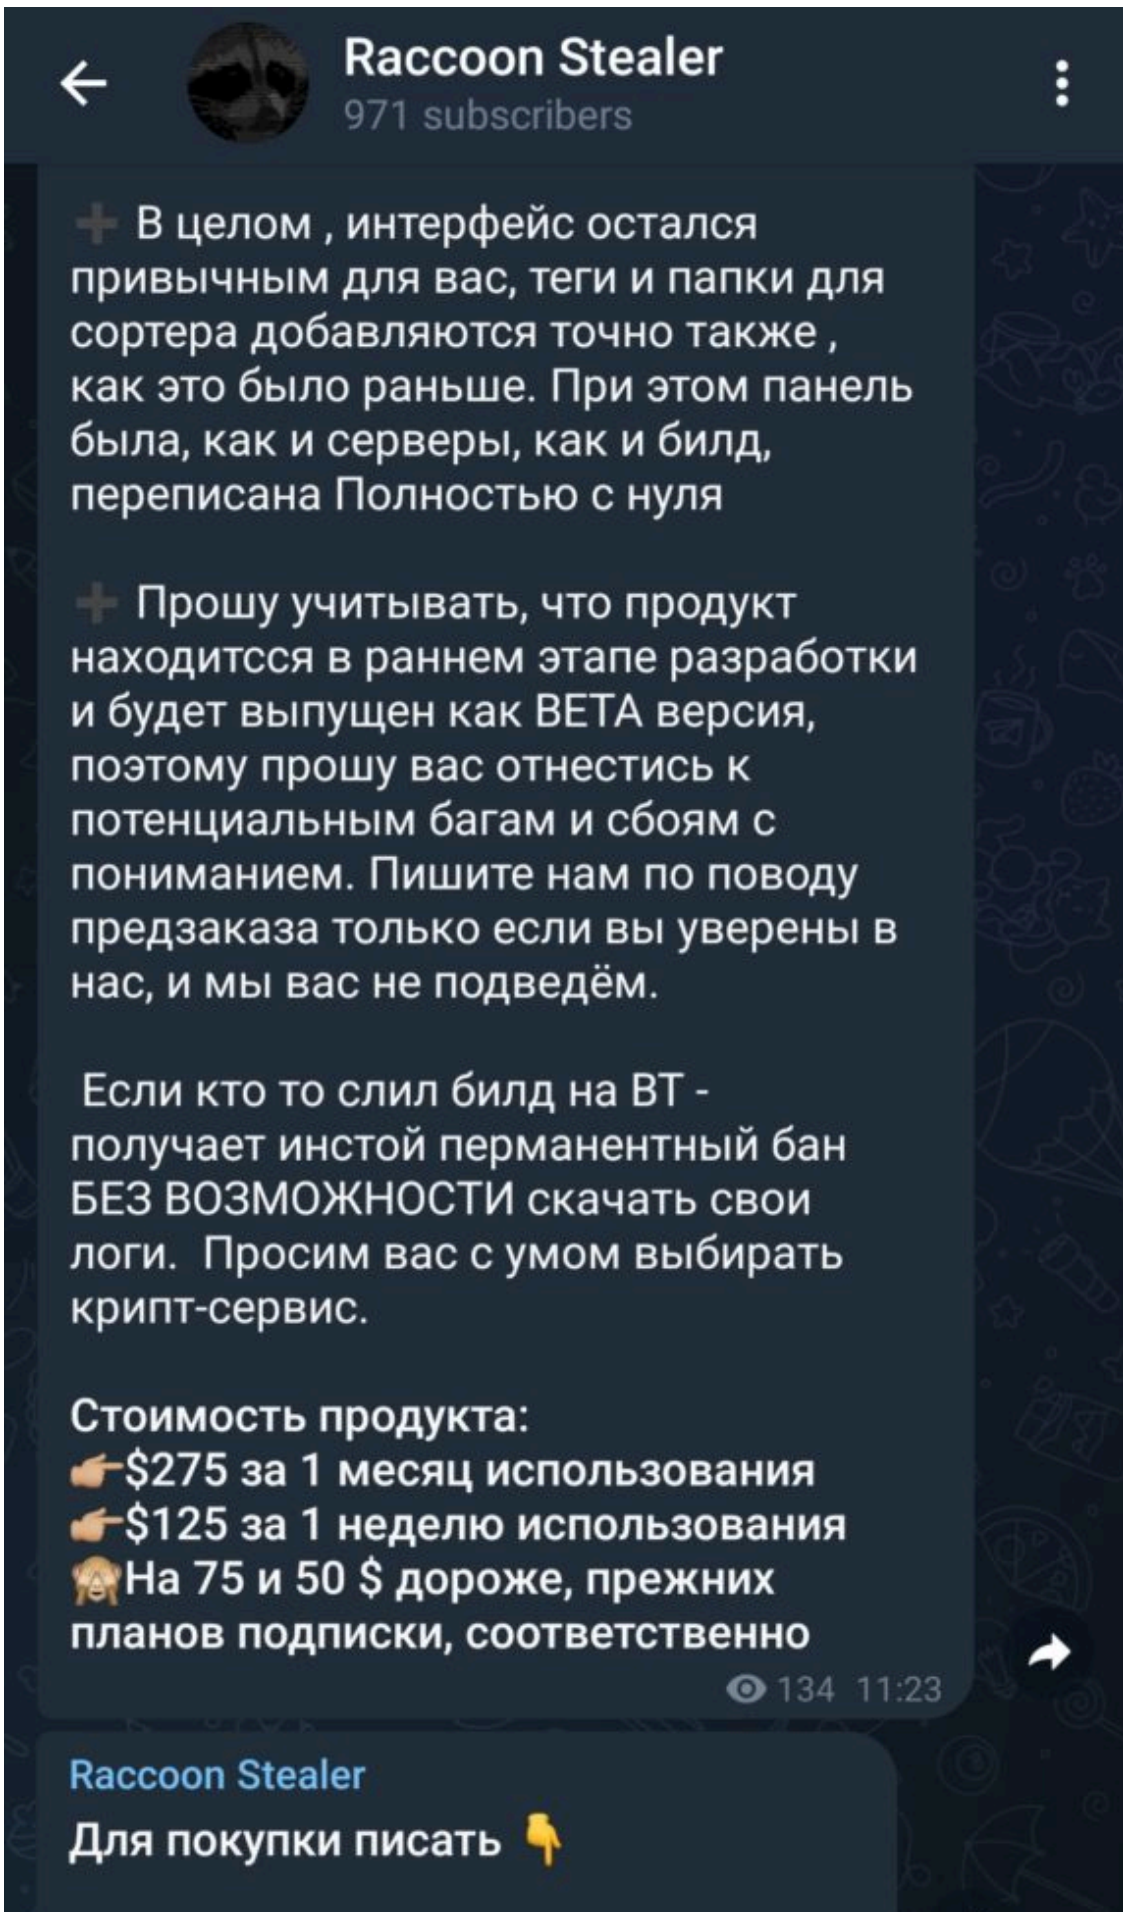 Raccoon Stealer
971 subscribers
➕ В целом , интерфейс остался
привычным для вас, теги и папки для
сортера добавляются точно также ,
как это было раньше. При этом панель
была, как и серверы, как и билд,
переписана Полностью с нуля
➕ Прошу учитывать, что продукт
находитсся в раннем этапе разработки
и будет выпущен как BETA версия,
поэтому прошу вас отнестись к
потенциальным багам и сбоям с
пониманием. Пишите нам по поводу
предзаказа только если вы уверены в
нас, и мы вас не подведём.
Если кто то слил билд на ВТ -
получает инстой перманентный бан
БЕЗ ВОЗМОЖНОСТИ скачать свои
логи.  Просим вас с умом выбирать
крипт-сервис.
Стоимость продукта:
👉$275 за 1 месяц использования
👉$125 за 1 неделю использования
🙈На 75 и 50 $ дороже, прежних
планов подписки, соответственно
134 11:23
Raccoon Stealer
Для покупки писать 👇